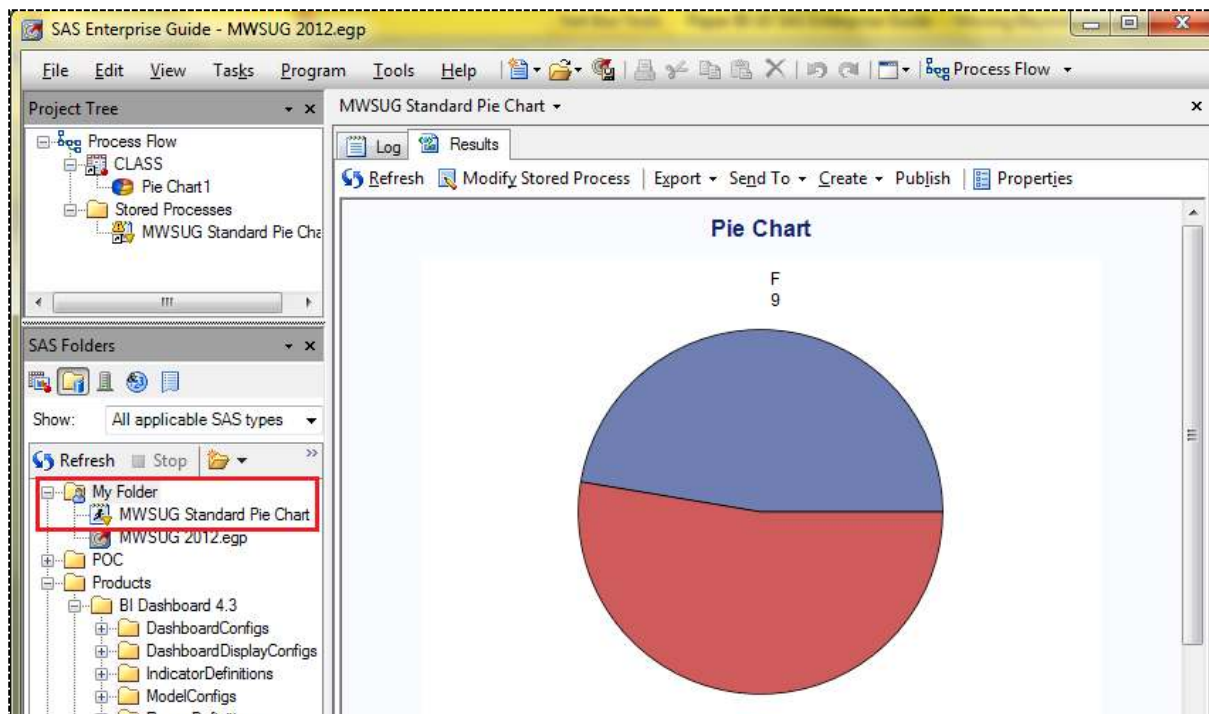 SAS Enterprise Guide - MWSUG 2012.egp
File Edit View Tasks Program Tools Help Process Flow
Project Tree
Process Flow
CLASS
Pie Chart1
Stored Processes
MWSUG Standard Pie Cha
SAS Folders
Show: All applicable SAS types
Refresh Stop
My Folder
MWSUG Standard Pie Chart
MWSUG 2012.egp
POC
Products
BI Dashboard 4.3
DashboardConfigs
DashboardDisplayConfigs
IndicatorDefinitions
ModelConfigs
MWSUG Standard Pie Chart
Log Results
Refresh Modify Stored Process Export Send To Create Publish Properties
Pie Chart
F
9